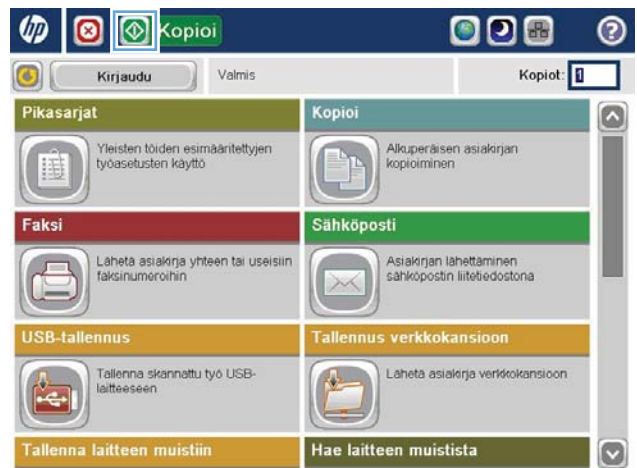 hp
Kopioi
?
Kirjaudu
Valmis
Kopiot: 1
Pikasarjat
Yleisten töiden esimääritettyjen
työasetusten käyttö
Kopioi
Alkuperäisen asiakirjan
kopioiminen
Faksi
Lähetä asiakirja yhteen tai useisiin
faksinumeroihin
Sähköposti
Asiakirjan lähettäminen
sähköpostin liitetiedostona
USB-tallennus
Tallenna skannattu työ USB-
laitteeseen
Tallennus verkkokansioon
Lähetä asiakirja verkkokansioon
Tallenna laitteen muistiin
Hae laitteen muistista